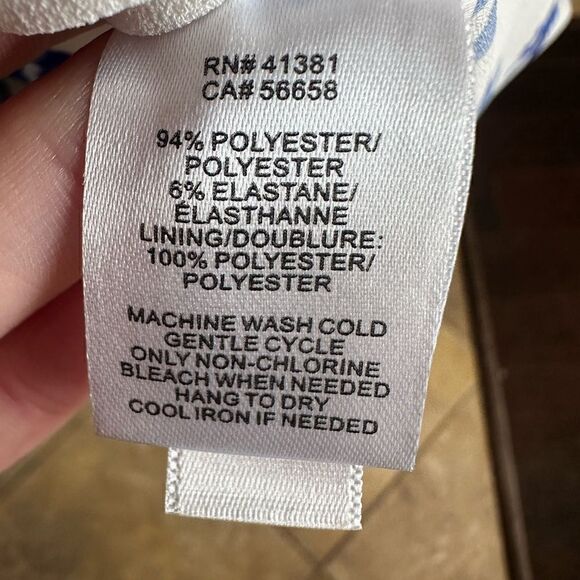 RN# 41381
CA# 56658
94% POLYESTER/
POLYESTER
6% ELASTANE/
ÉLASTHANNE
LINING/DOUBLURE:
100% POLYESTER/
POLYESTER
MACHINE WASH COLD
GENTLE CYCLE
ONLY NON-CHLORINE
BLEACH WHEN NEEDED
HANG TO DRY
COOL IRON IF NEEDED